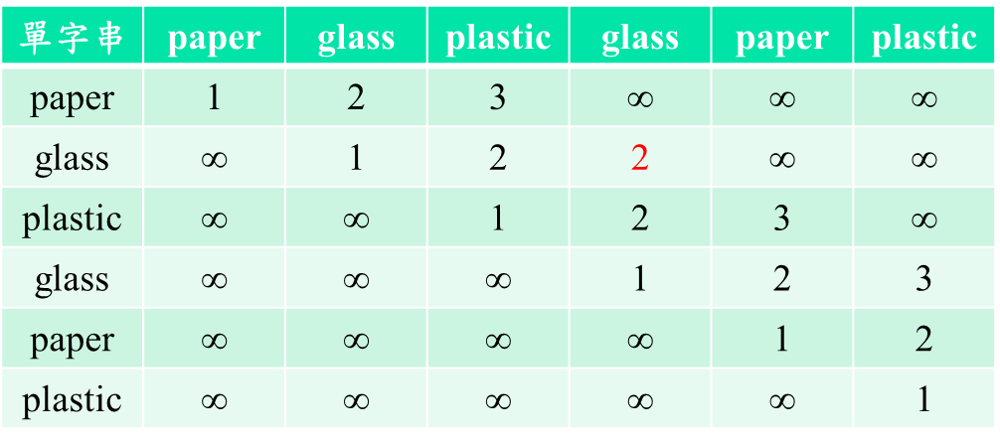 單字串 paper glass plastic glass paper plastic
paper 1 2 3 ∞ ∞ ∞
glass ∞ 1 2 2 ∞ ∞
plastic ∞ ∞ 1 2 3 ∞
glass ∞ ∞ ∞ 1 2 3
paper ∞ ∞ ∞ ∞ 1 2
plastic ∞ ∞ ∞ ∞ ∞ 1